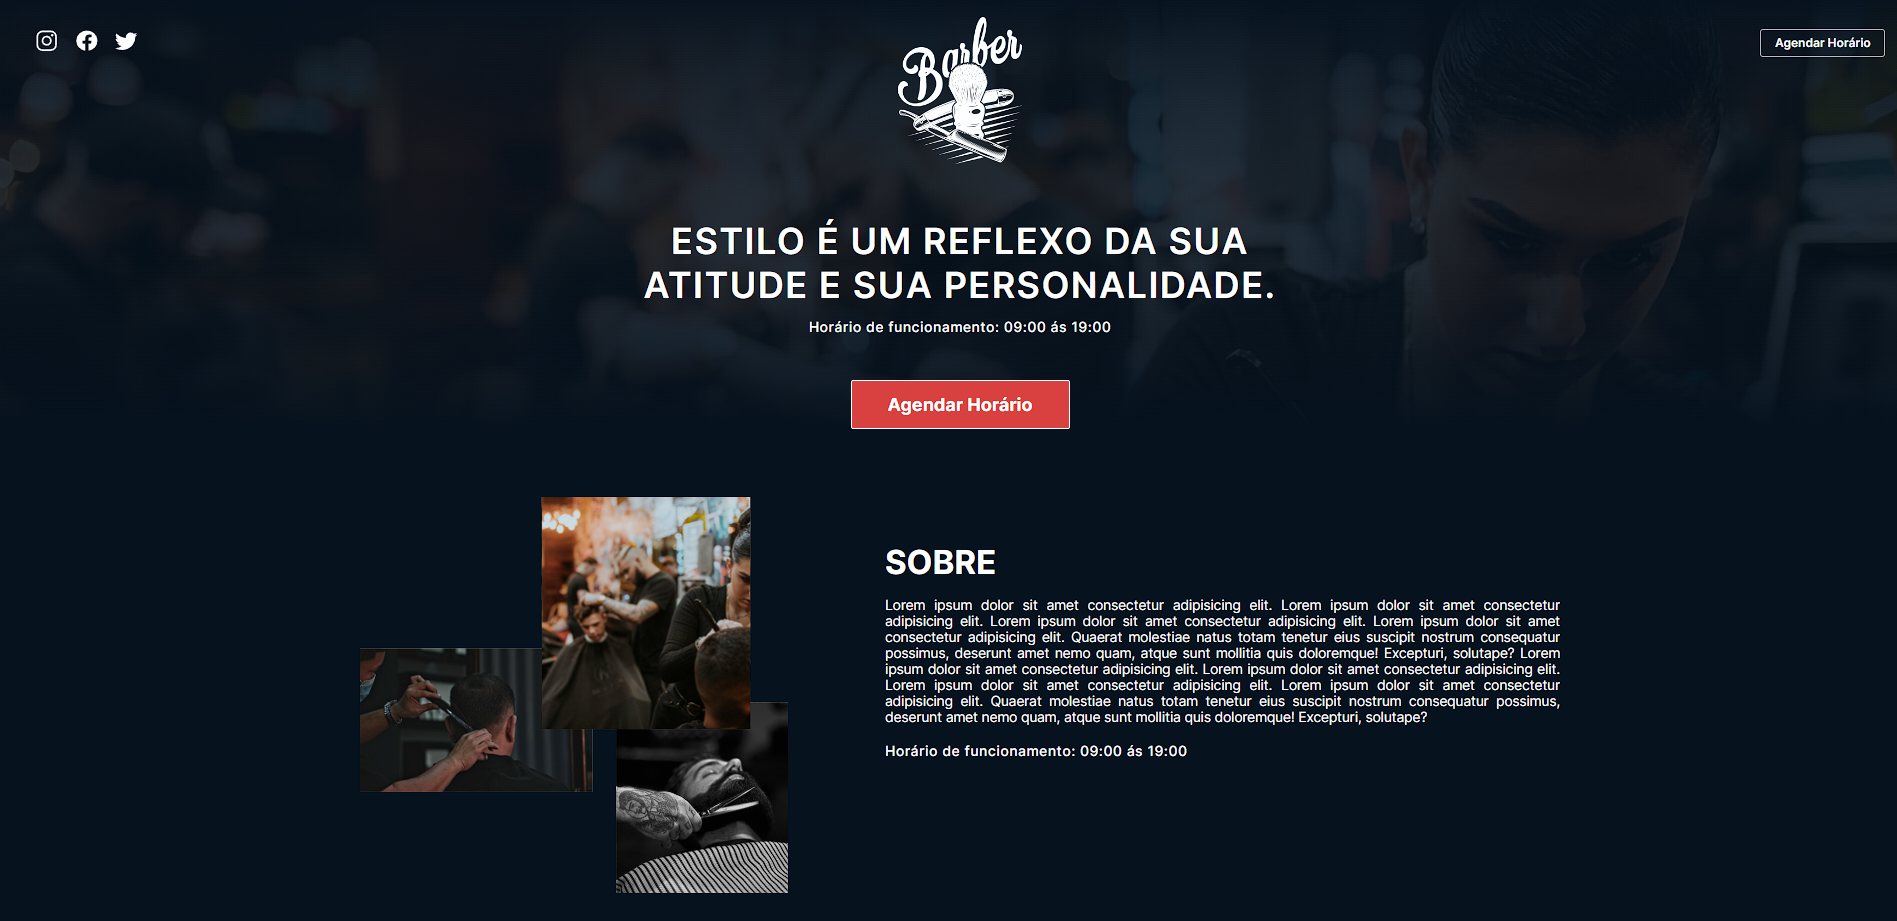 Barber
Agendar Horário
ESTILO É UM REFLEXO DA SUA
ATITUDE E SUA PERSONALIDADE.
Horário de funcionamento: 09:00 ás 19:00
Agendar Horário
SOBRE
Lorem ipsum dolor sit amet consectetur adipisicing elit. Lorem ipsum dolor sit amet consectetur
adipisicing elit. Lorem ipsum dolor sit amet consectetur adipisicing elit. Lorem ipsum dolor sit amet
consectetur adipisicing elit. Quaerat molestiae natus totam tenetur eius suscipit nostrum consequatur
possimus, deserunt amet nemo quam, atque sunt mollitia quis doloremque! Excepturi, solutape? Lorem
ipsum dolor sit amet consectetur adipisicing elit. Lorem ipsum dolor sit amet consectetur adipisicing elit.
Lorem ipsum dolor sit amet consectetur adipisicing elit. Lorem ipsum dolor sit amet consectetur
adipisicing elit. Quaerat molestiae natus totam tenetur eius suscipit nostrum consequatur possimus,
deserunt amet nemo quam, atque sunt mollitia quis doloremque! Excepturi, solutape?
Horário de funcionamento: 09:00 ás 19:00